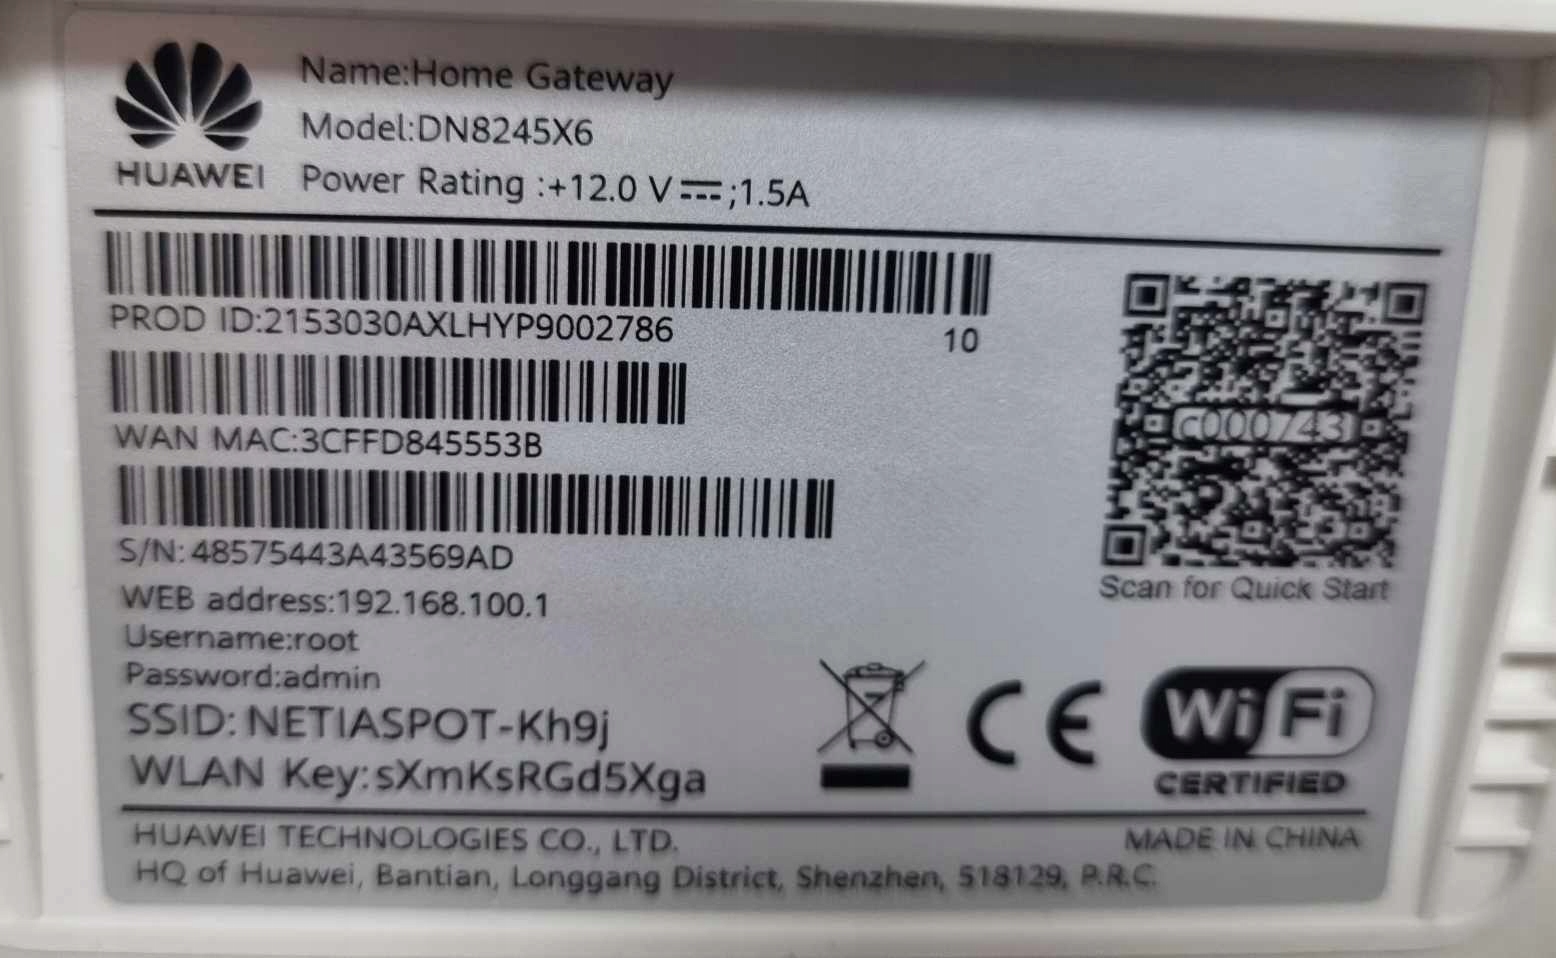 HUAWEI
Name:Home Gateway
Model:DN8245X6
Power Rating :+12.0 V⎓;1.5A
PROD ID:2153030AXLHYP9002786
10
WAN MAC:3CFFD845553B
S/N:48575443A43569AD
WEB address:192.168.100.1
Username:root
Password:admin
SSID: NETIASPOT-Kh9j
WLAN Key:sXmKsRGd5Xga
c000743
Scan for Quick Start
CE
WiFi
CERTIFIED
HUAWEI TECHNOLOGIES CO., LTD.
MADE IN CHINA
HQ of Huawei, Bantian, Longgang District, Shenzhen, 518129, P.R.C.